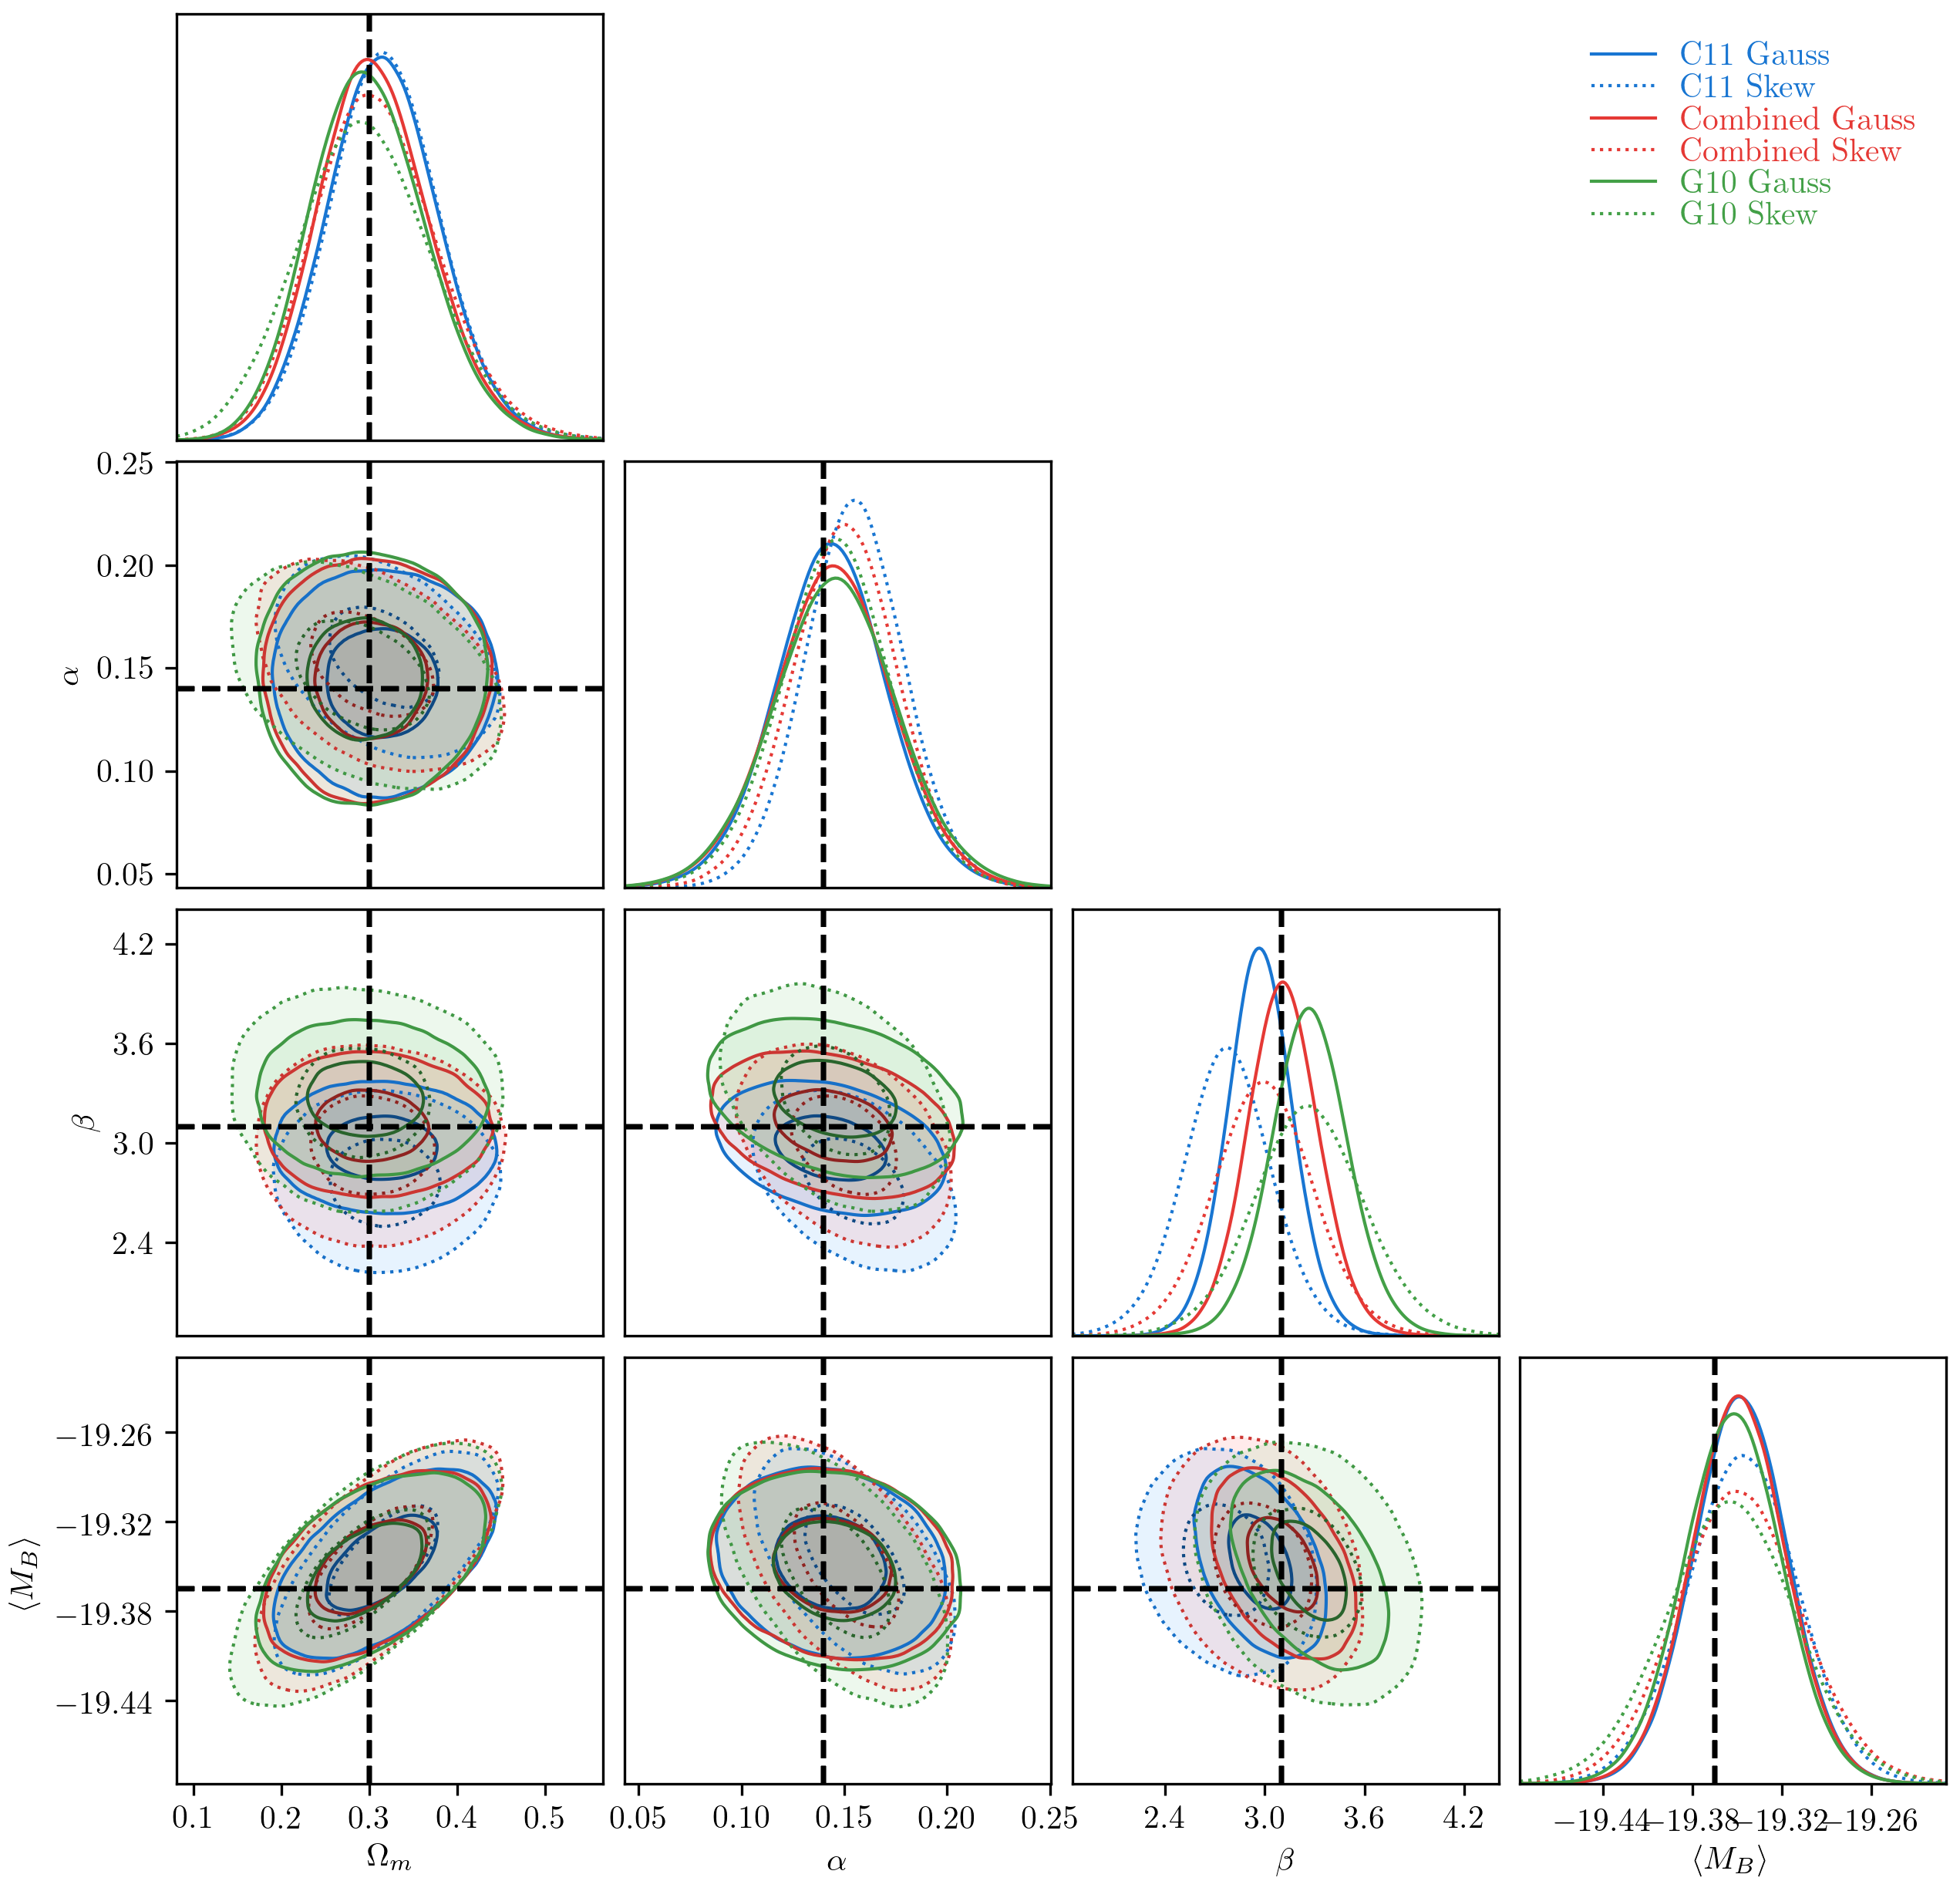 C11 Gauss
C11 Skew
Combined Gauss
Combined Skew
G10 Gauss
G10 Skew
0.25
0.20
0.15
0.10
0.05
α
4.2
3.6
3.0
2.4
β
−19.26
−19.32
−19.38
−19.44
⟨M_B⟩
0.1 0.2 0.3 0.4 0.5
0.05 0.10 0.15 0.20 0.25
2.4 3.0 3.6 4.2
−19.44 −19.38 −19.32 −19.26
Ω_m
α
β
⟨M_B⟩